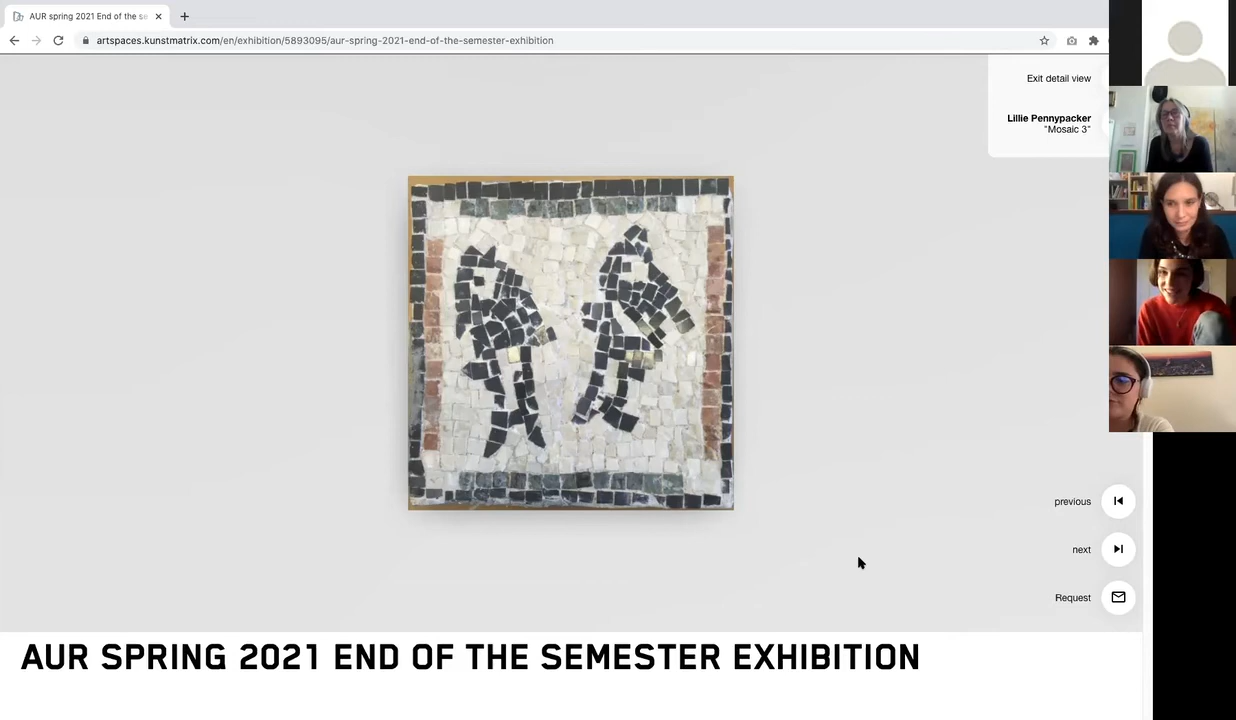 AUR spring 2021 End of the se
artspaces.kunstmatrix.com/en/exhibition/5893095/aur-spring-2021-end-of-the-semester-exhibition
Exit detail view
Lillie Pennypacker
"Mosaic 3"
previous
next
Request
AUR SPRING 2021 END OF THE SEMESTER EXHIBITION